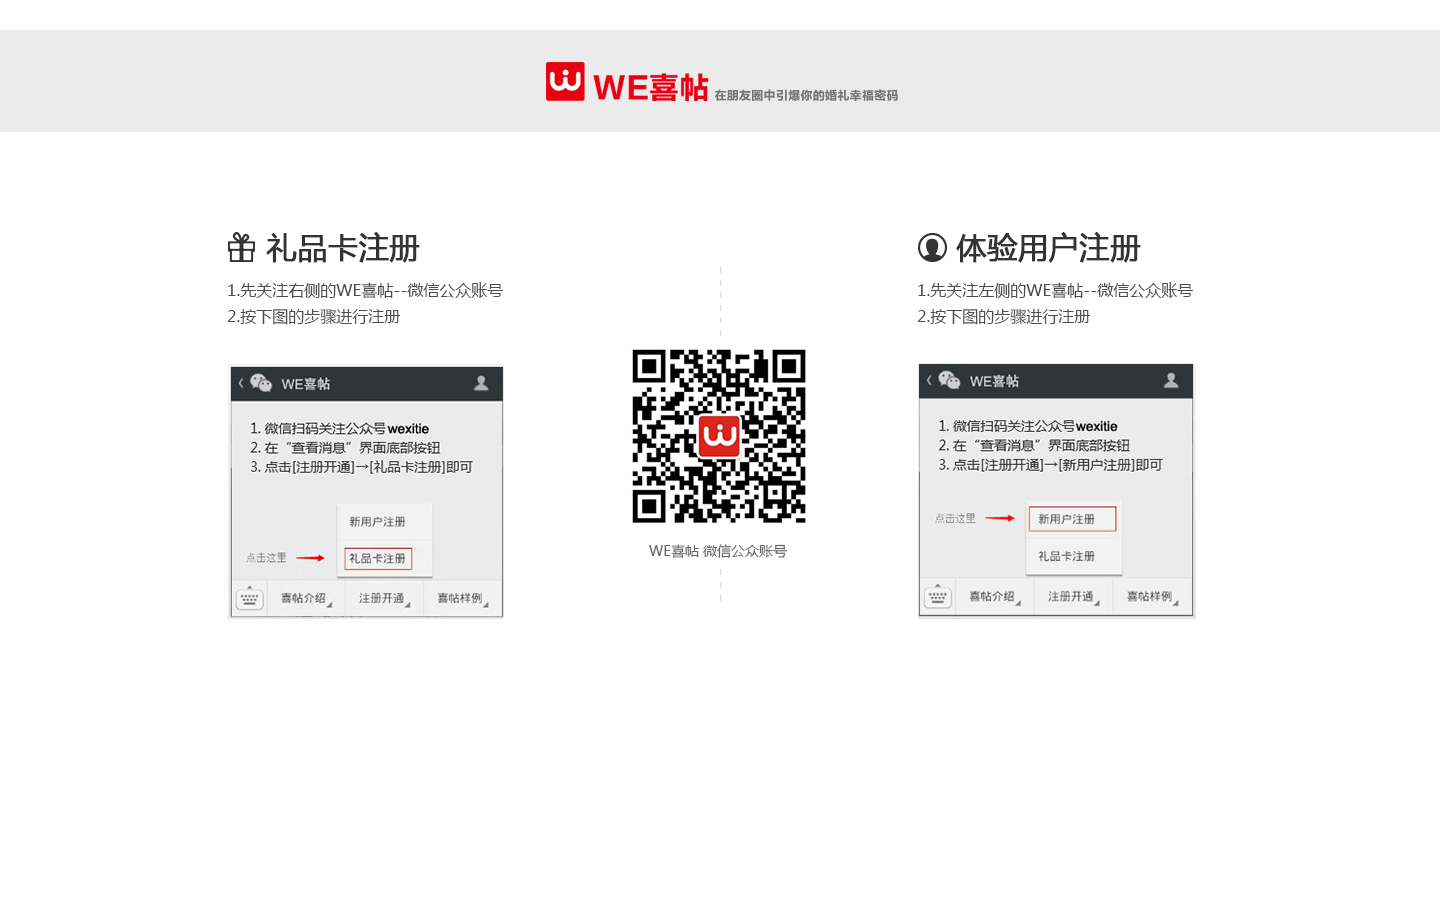 WE喜帖 在朋友圈中引爆你的婚礼幸福密码
礼品卡注册
1.先关注右侧的WE喜帖--微信公众账号
2.按下图的步骤进行注册
WE喜帖
1. 微信扫码关注公众号wexitie
2. 在“查看消息”界面底部按钮
3. 点击[注册开通]→[礼品卡注册]即可
新用户注册
点击这里
礼品卡注册
喜帖介绍
注册开通
喜帖样例
WE喜帖 微信公众账号
体验用户注册
1.先关注左侧的WE喜帖--微信公众账号
2.按下图的步骤进行注册
WE喜帖
1. 微信扫码关注公众号wexitie
2. 在“查看消息”界面底部按钮
3. 点击[注册开通]→[新用户注册]即可
点击这里
新用户注册
礼品卡注册
喜帖介绍
注册开通
喜帖样例